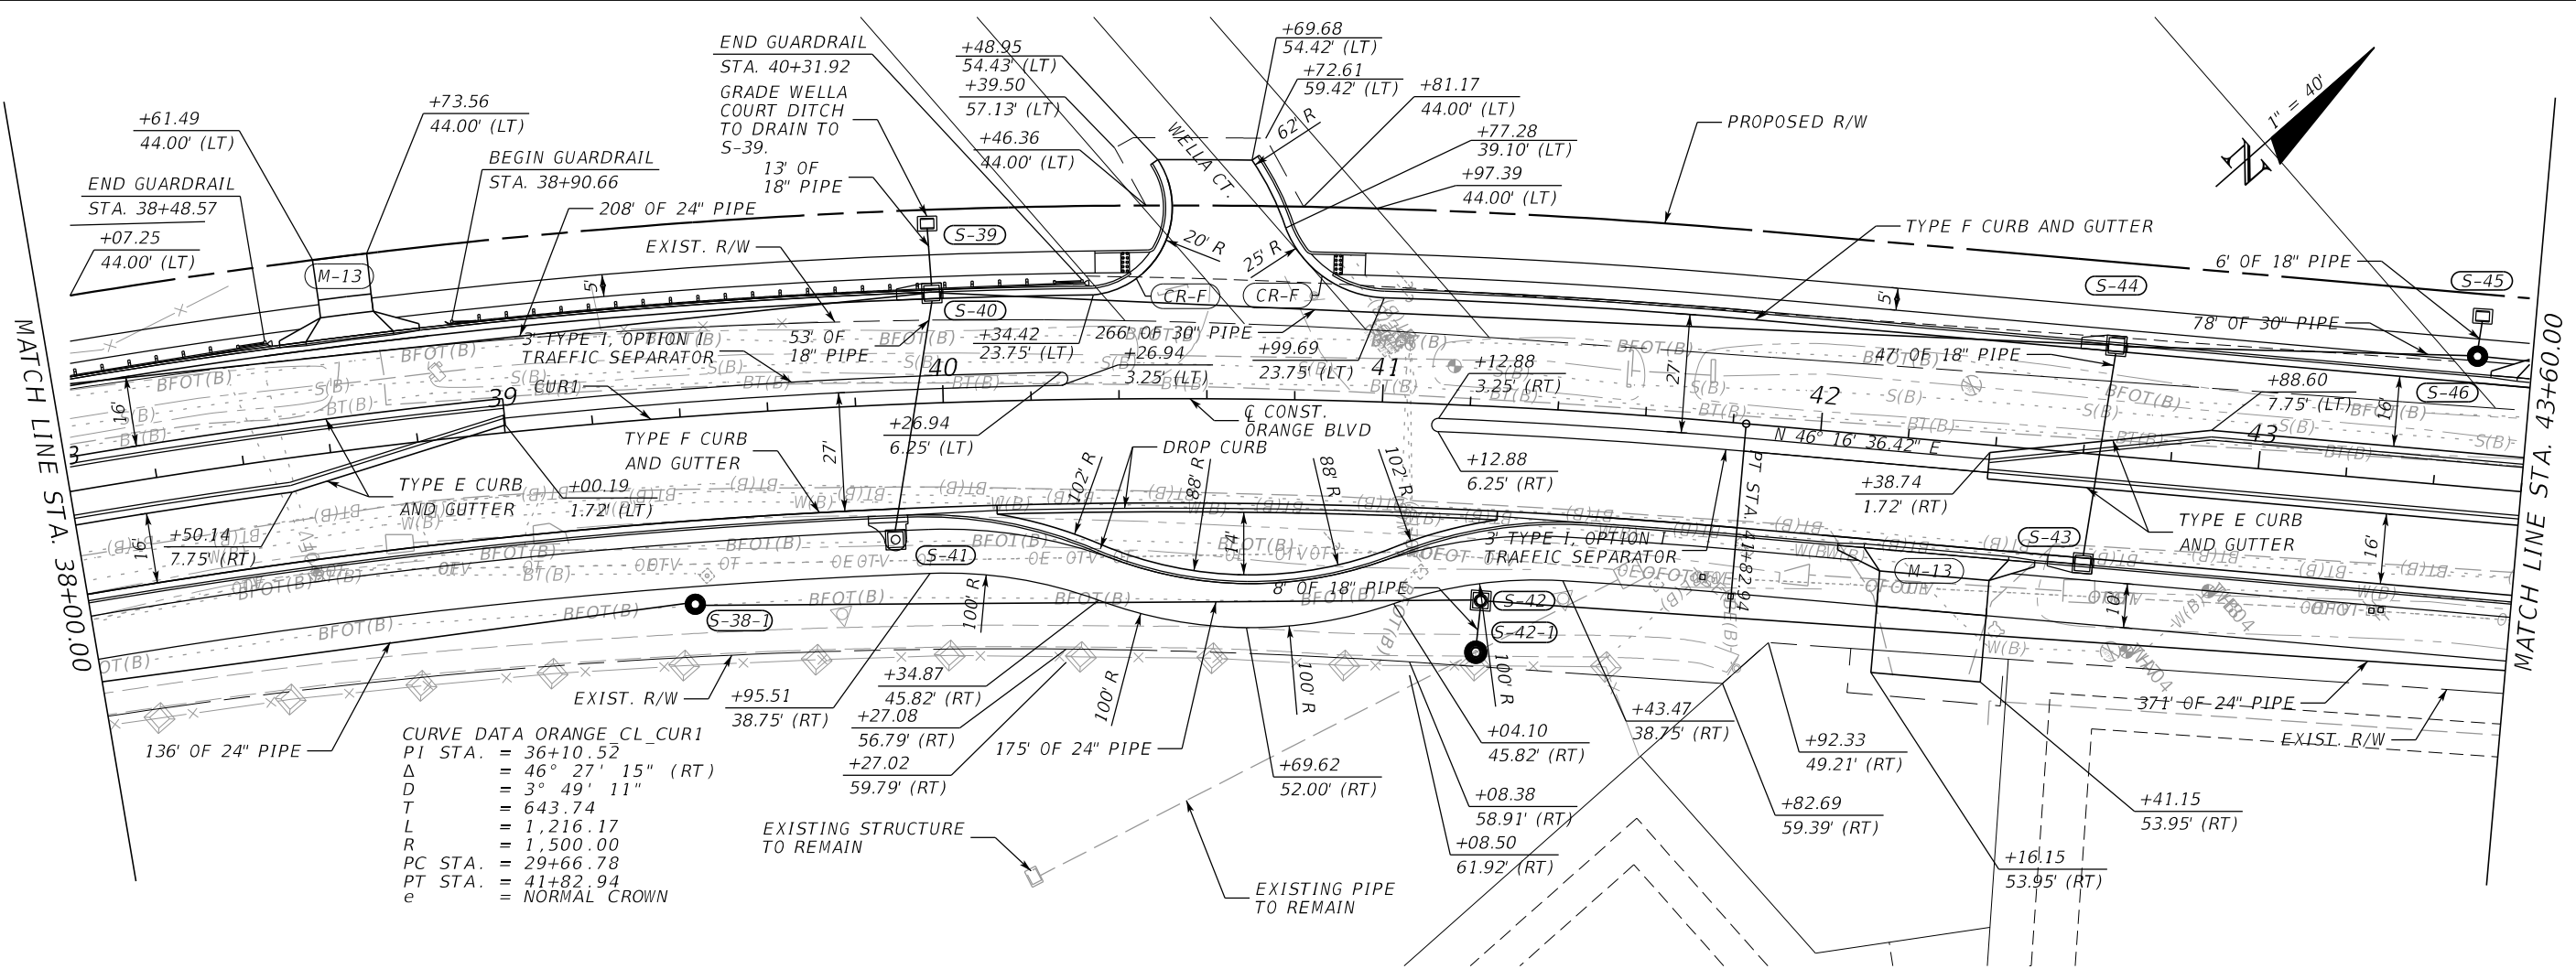 END GUARDRAIL
STA. 40+31.92
GRADE WELLA
COURT DITCH
TO DRAIN TO
S-39.
13' OF
18" PIPE
+48.95
54.43' (LT)
+39.50
57.13' (LT)
+46.36
44.00' (LT)
+69.68
54.42' (LT)
+72.61
59.42' (LT)
+81.17
44.00' (LT)
+77.28
39.10' (LT)
+97.39
44.00' (LT)
62' R
WELLA CT.
PROPOSED R/W
1" = 40'
N
+61.49
44.00' (LT)
+73.56
44.00' (LT)
END GUARDRAIL
STA. 38+48.57
BEGIN GUARDRAIL
STA. 38+90.66
+07.25
44.00' (LT)
M-13
208' OF 24" PIPE
EXIST. R/W
S-39
S-40
20' R
25' R
CR-F
CR-F
TYPE F CURB AND GUTTER
6' OF 18" PIPE
S-44
S-45
5'
5'
3' TYPE I, OPTION I
TRAFFIC SEPARATOR
53' OF
18" PIPE
+34.42
23.75' (LT)
266' OF 30" PIPE
+26.94
3.25' (LT)
+99.69
23.75' (LT)
+12.88
3.25' (RT)
27'
47' OF 18" PIPE
78' OF 30" PIPE
+88.60
7.75' (LT)
S-46
16'
16'
39
CUR1
40
41
42
43
+26.94
6.25' (LT)
℄ CONST.
ORANGE BLVD
DROP CURB
N 46° 16' 36.42" E
TYPE F CURB
AND GUTTER
27'
+12.88
6.25' (RT)
PT STA. 41+82.94
+38.74
1.72' (RT)
TYPE E CURB
AND GUTTER
+00.19
1.72' (LT)
TYPE E CURB
AND GUTTER
102' R
88' R
88' R
102' R
16'
+50.14
7.75' (RT)
14'
3' TYPE I, OPTION I
TRAFFIC SEPARATOR
S-41
S-43
M-13
16'
10'
8' OF 18" PIPE
S-38-1
S-42
S-42-1
100' R
100' R
100' R
100' R
EXIST. R/W
+95.51
38.75' (RT)
+34.87
45.82' (RT)
+27.08
56.79' (RT)
+27.02
59.79' (RT)
175' OF 24" PIPE
+69.62
52.00' (RT)
+04.10
45.82' (RT)
+43.47
38.75' (RT)
+08.38
58.91' (RT)
+08.50
61.92' (RT)
+92.33
49.21' (RT)
+82.69
59.39' (RT)
+41.15
53.95' (RT)
+16.15
53.95' (RT)
371' OF 24" PIPE
EXIST. R/W
136' OF 24" PIPE
CURVE DATA ORANGE_CL_CUR1
PI STA. = 36+10.52
Δ = 46° 27' 15" (RT)
D = 3° 49' 11"
T = 643.74
L = 1,216.17
R = 1,500.00
PC STA. = 29+66.78
PT STA. = 41+82.94
e = NORMAL CROWN
EXISTING STRUCTURE
TO REMAIN
EXISTING PIPE
TO REMAIN
MATCH LINE STA. 38+00.00
MATCH LINE STA. 43+60.00
BFOT(B)
BFOT(B)
S(B)
BT(B)
W(B)